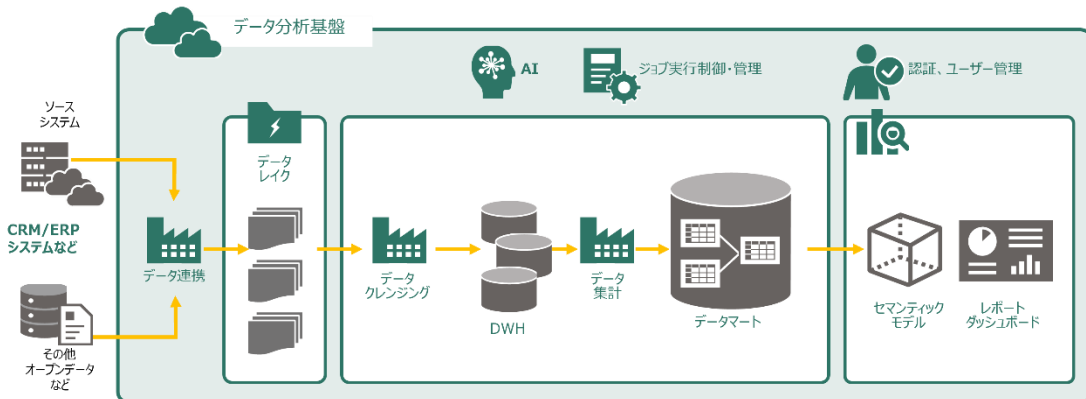 データ分析基盤
AI
ジョブ実行制御・管理
認証、ユーザー管理
ソース
システム
CRM/ERP
システムなど
その他
オープンデータ
など
データ連携
データ
レイク
データ
クレンジング
DWH
データ
集計
データマート
セマンティック
モデル
レポート
ダッシュボード